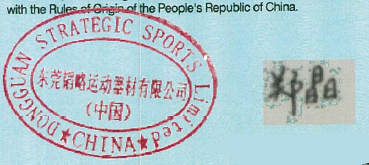 with the Rules of Origin of the People's Republic of China.
DONGGUAN STRATEGIC SPORTS Limited
东莞韬略运动器材有限公司
(中国)
★CHINA★
郑晶